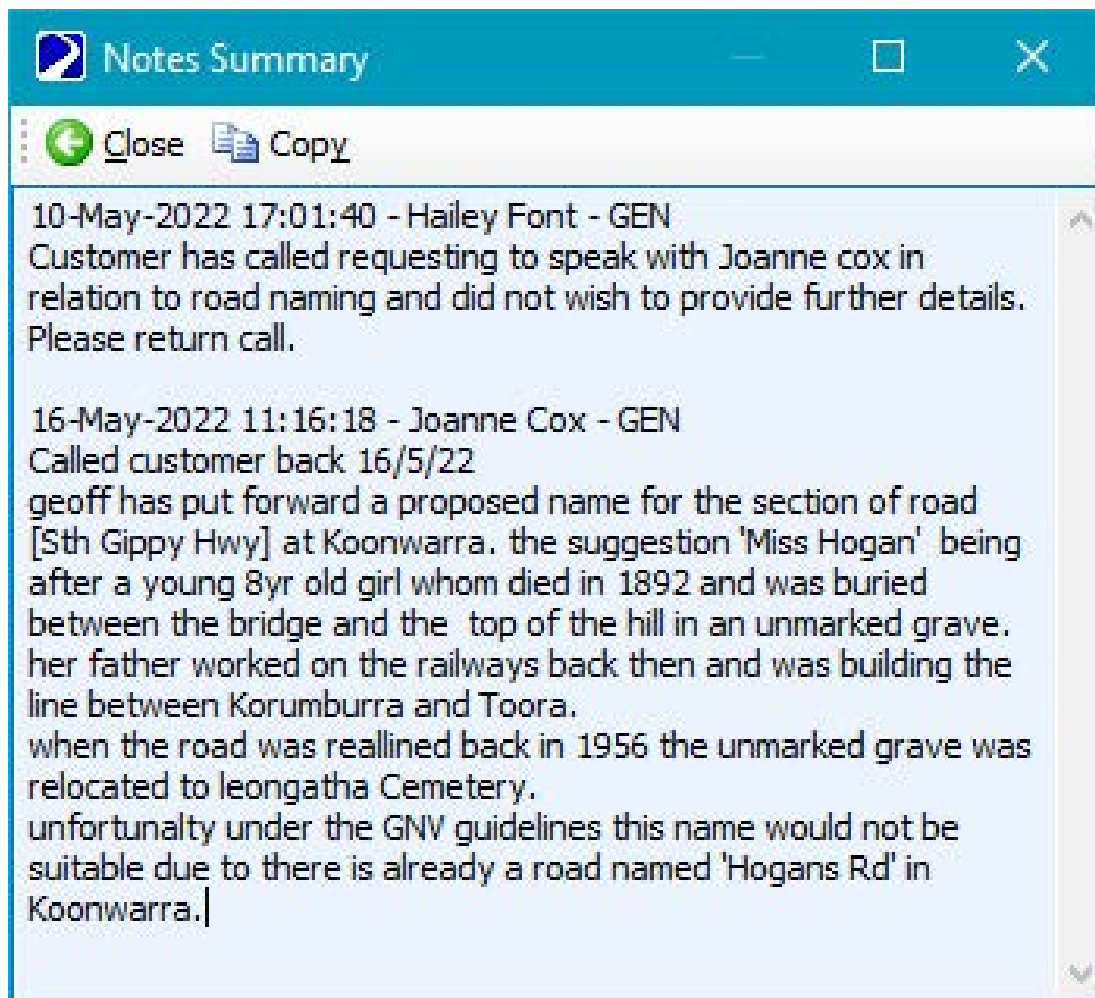 Notes Summary
Close Copy
10-May-2022 17:01:40 - Hailey Font - GEN
Customer has called requesting to speak with Joanne cox in
relation to road naming and did not wish to provide further details.
Please return call.
16-May-2022 11:16:18 - Joanne Cox - GEN
Called customer back 16/5/22
geoff has put forward a proposed name for the section of road
[Sth Gippy Hwy] at Koonwarra. the suggestion 'Miss Hogan'  being
after a young 8yr old girl whom died in 1892 and was buried
between the bridge and the  top of the hill in an unmarked grave.
her father worked on the railways back then and was building the
line between Korumburra and Toora.
when the road was reallined back in 1956 the unmarked grave was
relocated to leongatha Cemetery.
unfortunalty under the GNV guidelines this name would not be
suitable due to there is already a road named 'Hogans Rd' in
Koonwarra.